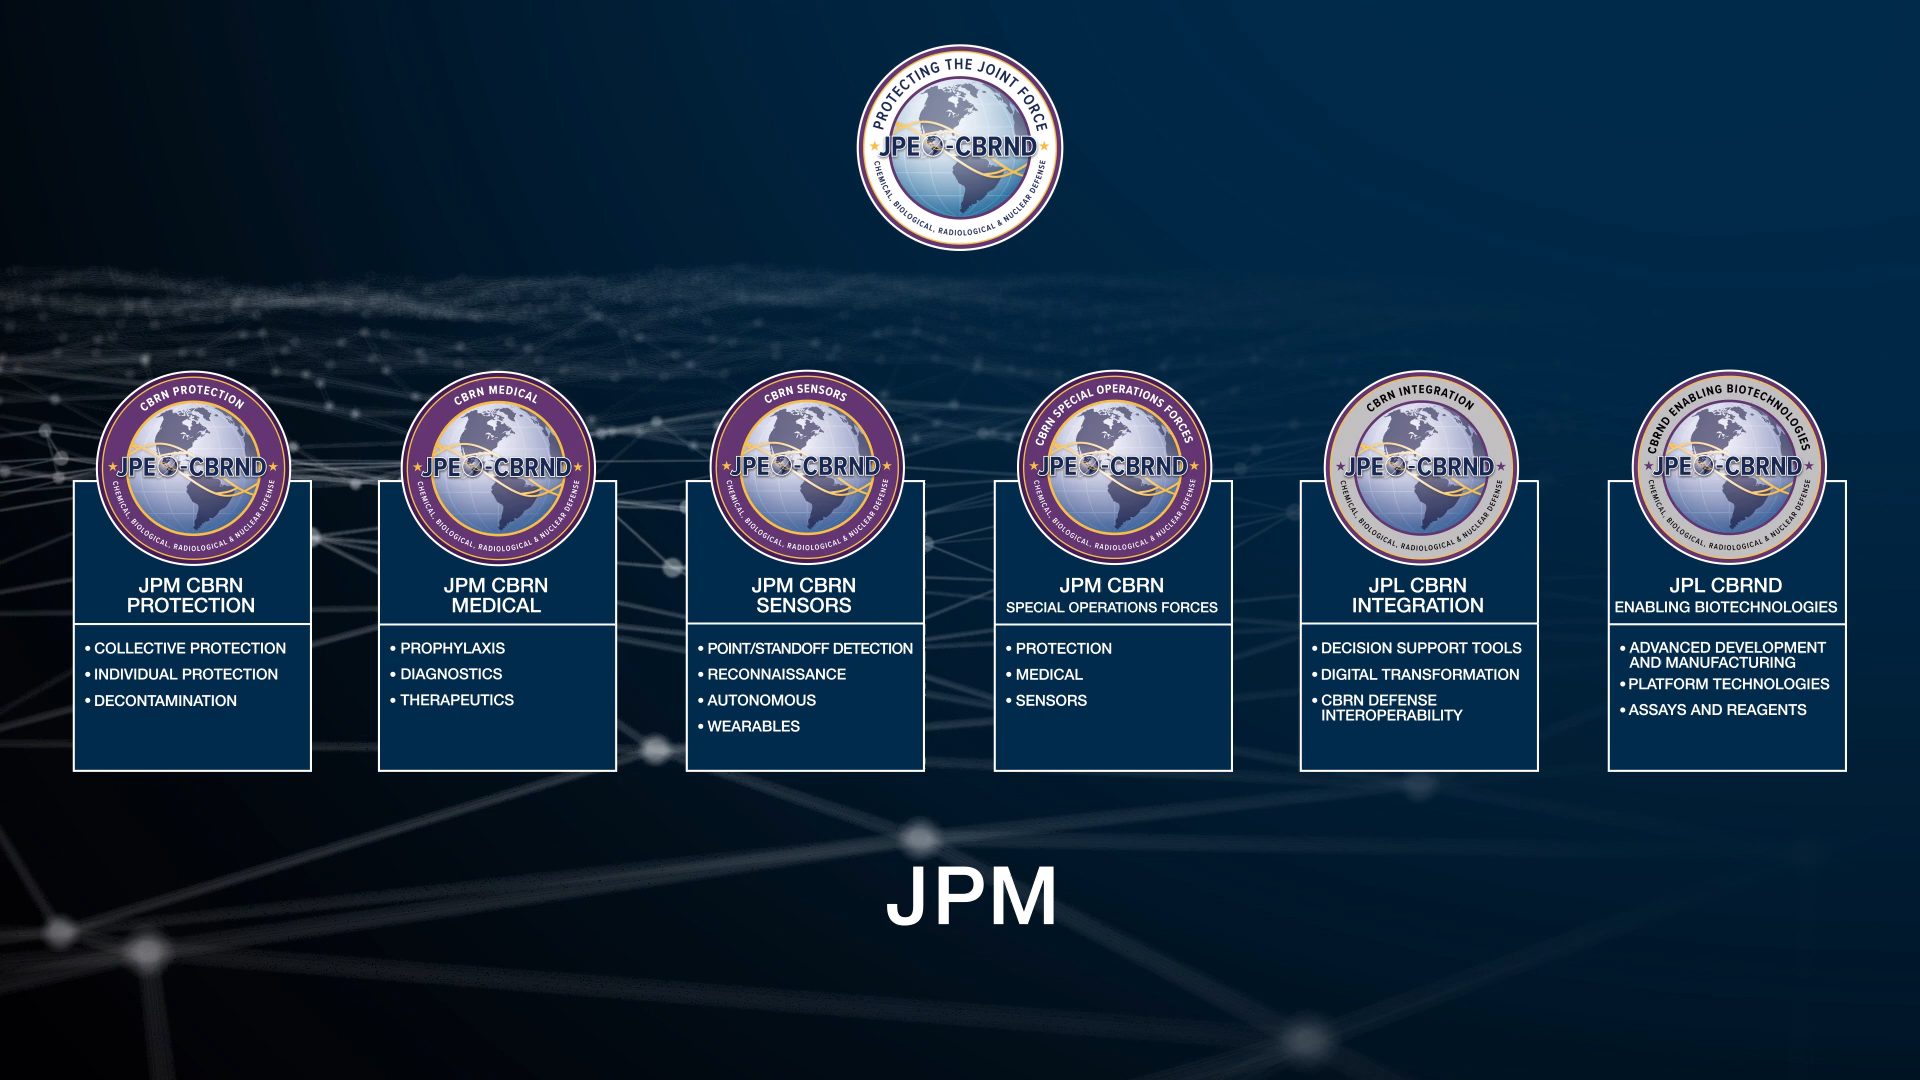 PROTECTING THE JOINT FORCE
JPEO-CBRND
CHEMICAL, BIOLOGICAL, RADIOLOGICAL & NUCLEAR DEFENSE
CBRN PROTECTION
JPEO-CBRND
CHEMICAL, BIOLOGICAL, RADIOLOGICAL & NUCLEAR DEFENSE
JPM CBRN
PROTECTION
• COLLECTIVE PROTECTION
• INDIVIDUAL PROTECTION
• DECONTAMINATION
CBRN MEDICAL
JPEO-CBRND
CHEMICAL, BIOLOGICAL, RADIOLOGICAL & NUCLEAR DEFENSE
JPM CBRN
MEDICAL
• PROPHYLAXIS
• DIAGNOSTICS
• THERAPEUTICS
CBRN SENSORS
JPEO-CBRND
CHEMICAL, BIOLOGICAL, RADIOLOGICAL & NUCLEAR DEFENSE
JPM CBRN
SENSORS
• POINT/STANDOFF DETECTION
• RECONNAISSANCE
• AUTONOMOUS
• WEARABLES
CBRN SPECIAL OPERATIONS FORCES
JPEO-CBRND
CHEMICAL, BIOLOGICAL, RADIOLOGICAL & NUCLEAR DEFENSE
JPM CBRN
SPECIAL OPERATIONS FORCES
• PROTECTION
• MEDICAL
• SENSORS
CBRN INTEGRATION
JPEO-CBRND
CHEMICAL, BIOLOGICAL, RADIOLOGICAL & NUCLEAR DEFENSE
JPL CBRN
INTEGRATION
• DECISION SUPPORT TOOLS
• DIGITAL TRANSFORMATION
• CBRN DEFENSE
INTEROPERABILITY
CBRND ENABLING BIOTECHNOLOGIES
JPEO-CBRND
CHEMICAL, BIOLOGICAL, RADIOLOGICAL & NUCLEAR DEFENSE
JPL CBRND
ENABLING BIOTECHNOLOGIES
• ADVANCED DEVELOPMENT
AND MANUFACTURING
• PLATFORM TECHNOLOGIES
• ASSAYS AND REAGENTS
JPM